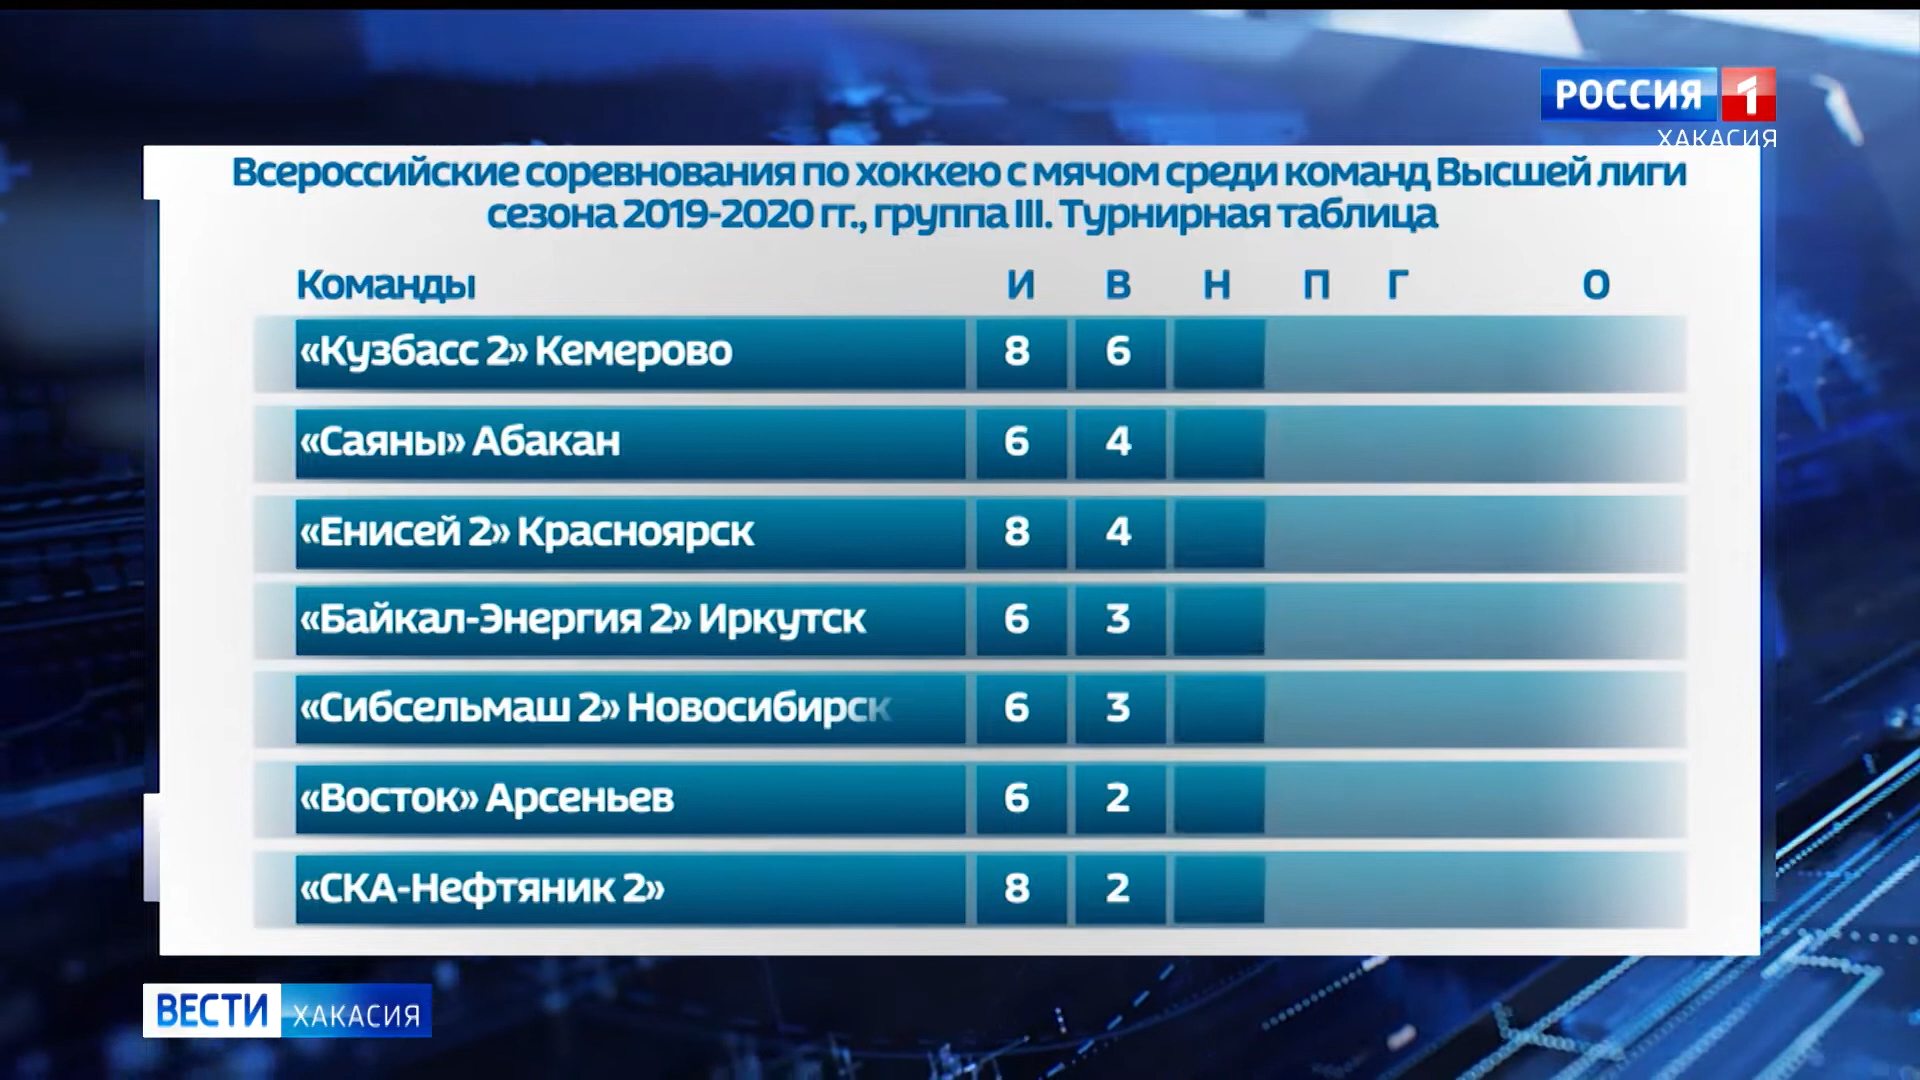 РОССИЯ 1
ХАКАСИЯ
Всероссийские соревнования по хоккею с мячом среди команд Высшей лиги
сезона 2019-2020 гг., группа III. Турнирная таблица
Команды И В Н П Г О
«Кузбасс 2» Кемерово 8 6
«Саяны» Абакан 6 4
«Енисей 2» Красноярск 8 4
«Байкал-Энергия 2» Иркутск 6 3
«Сибсельмаш 2» Новосибирск 6 3
«Восток» Арсеньев 6 2
«СКА-Нефтяник 2» 8 2
ВЕСТИ ХАКАСИЯ